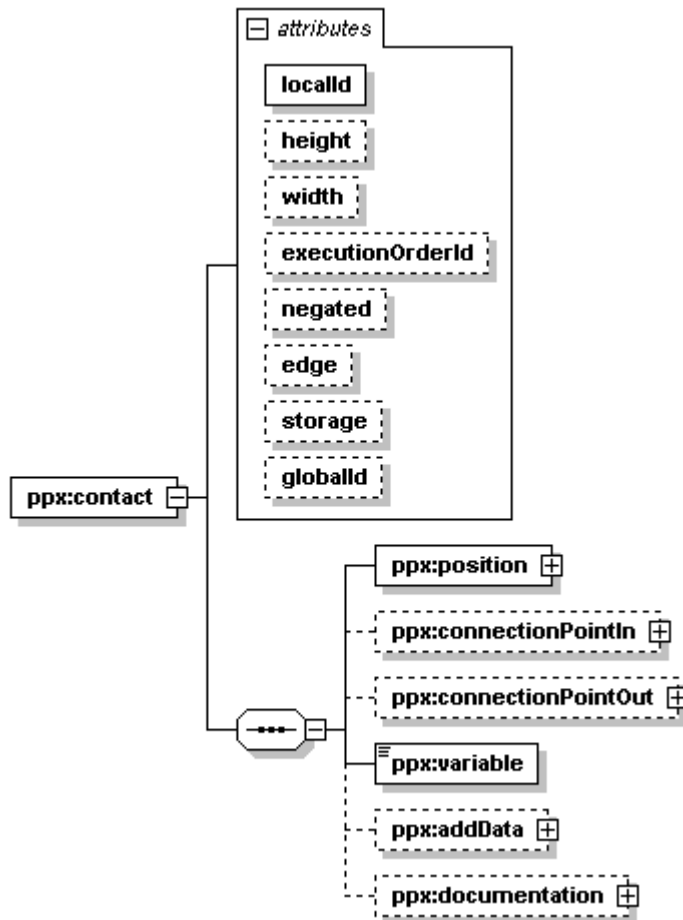 attributes
localId
height
width
executionOrderId
negated
edge
storage
globalId
ppx:contact
ppx:position
ppx:connectionPointIn
ppx:connectionPointOut
ppx:variable
ppx:addData
ppx:documentation